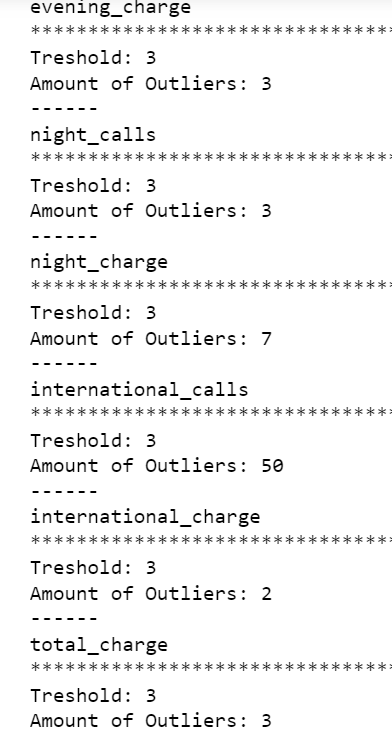 evening_charge
*******************************
Treshold: 3
Amount of Outliers: 3
------
night_calls
*******************************
Treshold: 3
Amount of Outliers: 3
------
night_charge
*******************************
Treshold: 3
Amount of Outliers: 7
------
international_calls
*******************************
Treshold: 3
Amount of Outliers: 50
------
international_charge
*******************************
Treshold: 3
Amount of Outliers: 2
------
total_charge
*******************************
Treshold: 3
Amount of Outliers: 3